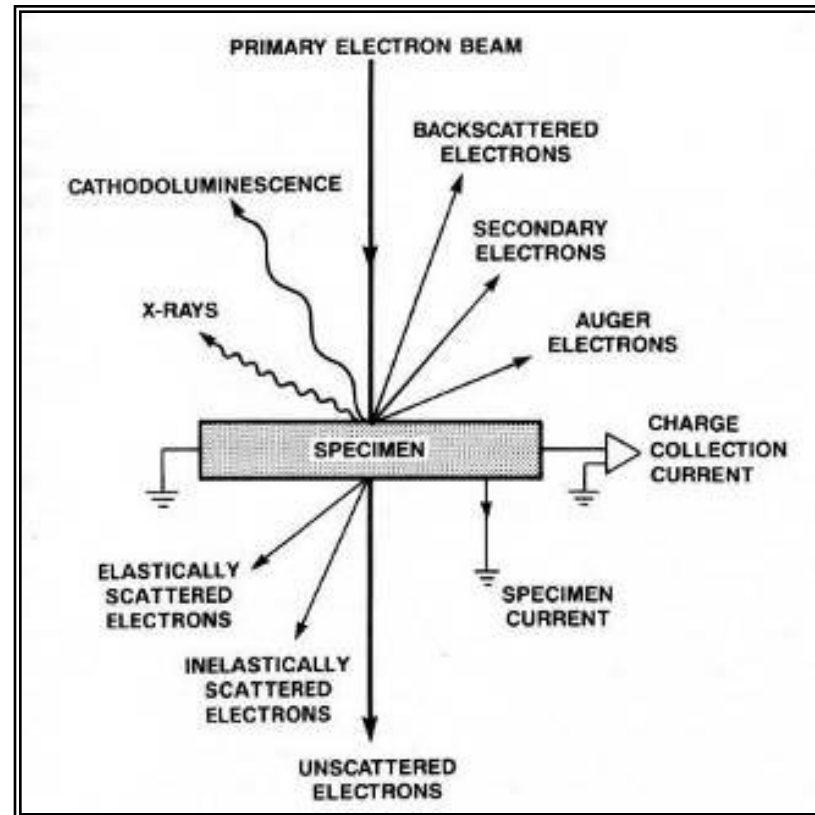 PRIMARY ELECTRON BEAM
BACKSCATTERED
ELECTRONS
CATHODOLUMINESCENCE
SECONDARY
ELECTRONS
X-RAYS
AUGER
ELECTRONS
SPECIMEN
CHARGE
COLLECTION
CURRENT
ELASTICALLY
SCATTERED
ELECTRONS
SPECIMEN
CURRENT
INELASTICALLY
SCATTERED
ELECTRONS
UNSCATTERED
ELECTRONS